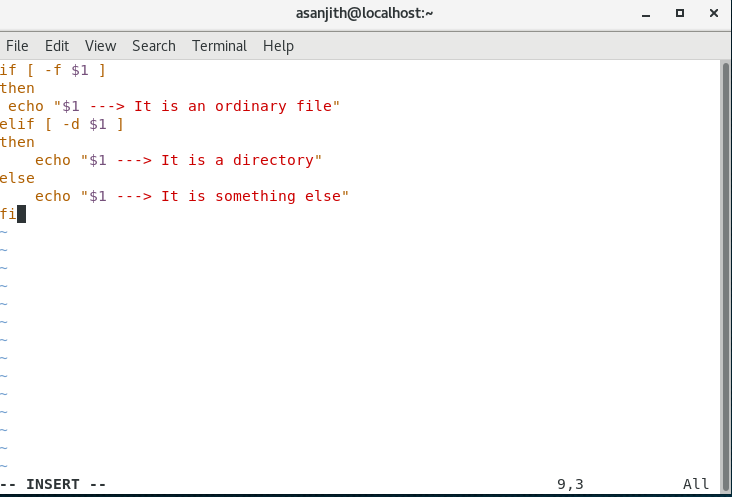 asanjith@localhost:~
File Edit View Search Terminal Help
if [ -f $1 ]
then
 echo "$1 ---> It is an ordinary file"
elif [ -d $1 ]
then
    echo "$1 ---> It is a directory"
else
    echo "$1 ---> It is something else"
fi
~
~
~
~
~
~
~
~
~
~
~
~
~
~
-- INSERT -- 9,3 All